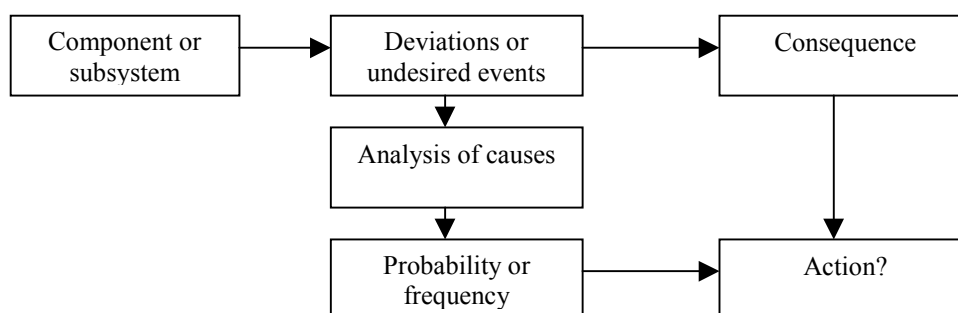 Component or
subsystem
Deviations or
undesired events
Consequence
Analysis of causes
Probability or
frequency
Action?